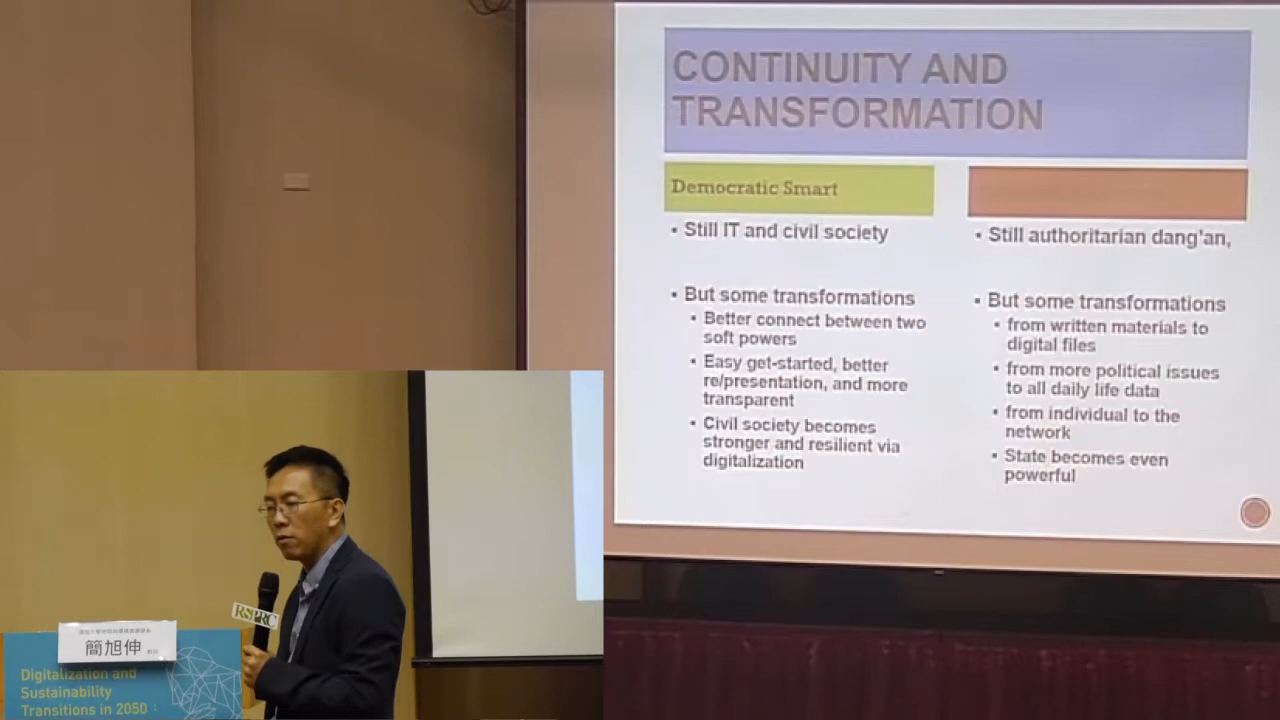 CONTINUITY AND
TRANSFORMATION
Democratic Smart
▪ Still IT and civil society
▪ But some transformations
▪ Better connect between two
soft powers
▪ Easy get-started, better
re/presentation, and more
transparent
▪ Civil society becomes
stronger and resilient via
digitalization
▪ Still authoritarian dang'an,
▪ But some transformations
▪ from written materials to
digital files
▪ from more political issues
to all daily life data
▪ from individual to the
network
▪ State becomes even
powerful
RSPRC
簡旭伸
Digitalization and
Sustainability
Transitions in 2050